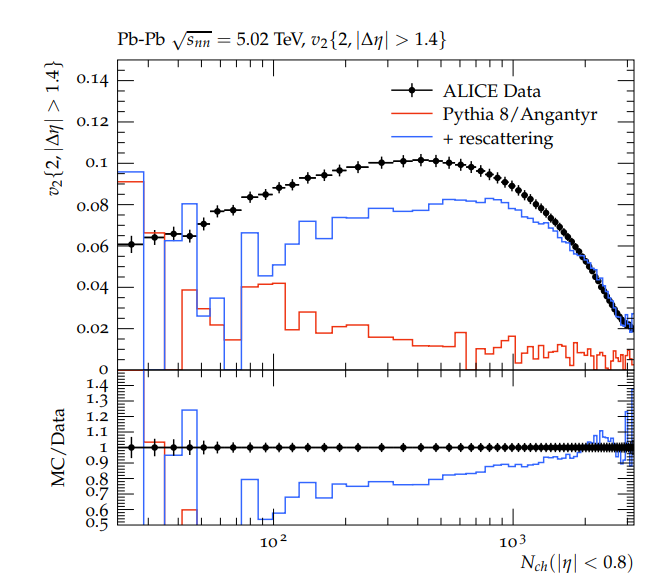 Pb-Pb √s_nn = 5.02 TeV, v₂{2, |Δη| > 1.4}
v₂{2, |Δη| > 1.4}
0.14
0.12
0.1
0.08
0.06
0.04
0.02
0
ALICE Data
Pythia 8/Angantyr
+ rescattering
MC/Data
1.4
1.3
1.2
1.1
1
0.9
0.8
0.7
0.6
0.5
10² 10³
N_ch(|η| < 0.8)